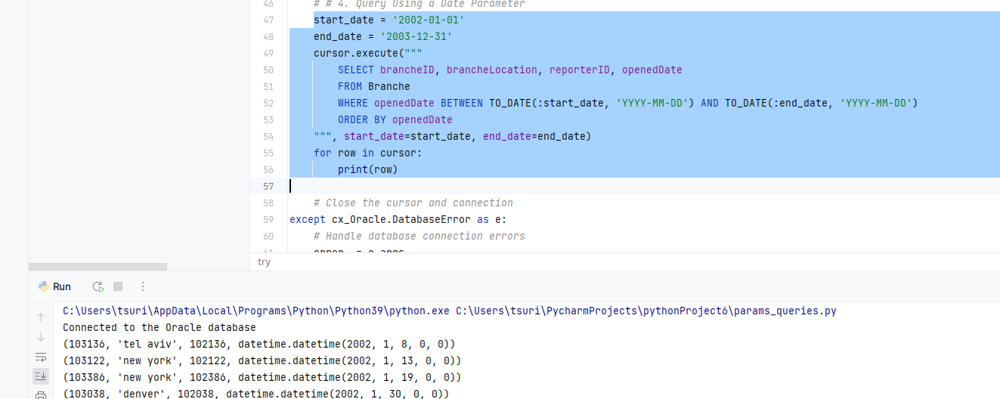 46 # # 4. Query Using a Date Parameter
47 start_date = '2002-01-01'
48 end_date = '2003-12-31'
49 cursor.execute("""
50 SELECT brancheID, brancheLocation, reporterID, openedDate
51 FROM Branche
52 WHERE openedDate BETWEEN TO_DATE(:start_date, 'YYYY-MM-DD') AND TO_DATE(:end_date, 'YYYY-MM-DD')
53 ORDER BY openedDate
54 """, start_date=start_date, end_date=end_date)
55 for row in cursor:
56 print(row)
57
58 # Close the cursor and connection
59 except cx_Oracle.DatabaseError as e:
60 # Handle database connection errors
61
try
Run
C:\Users\tsuri\AppData\Local\Programs\Python\Python39\python.exe C:\Users\tsuri\PycharmProjects\pythonProject6\params_queries.py
Connected to the Oracle database
(103136, 'tel aviv', 102136, datetime.datetime(2002, 1, 8, 0, 0))
(103122, 'new york', 102122, datetime.datetime(2002, 1, 13, 0, 0))
(103386, 'new york', 102386, datetime.datetime(2002, 1, 19, 0, 0))
(103038, 'denver', 102038, datetime.datetime(2002, 1, 30, 0, 0))